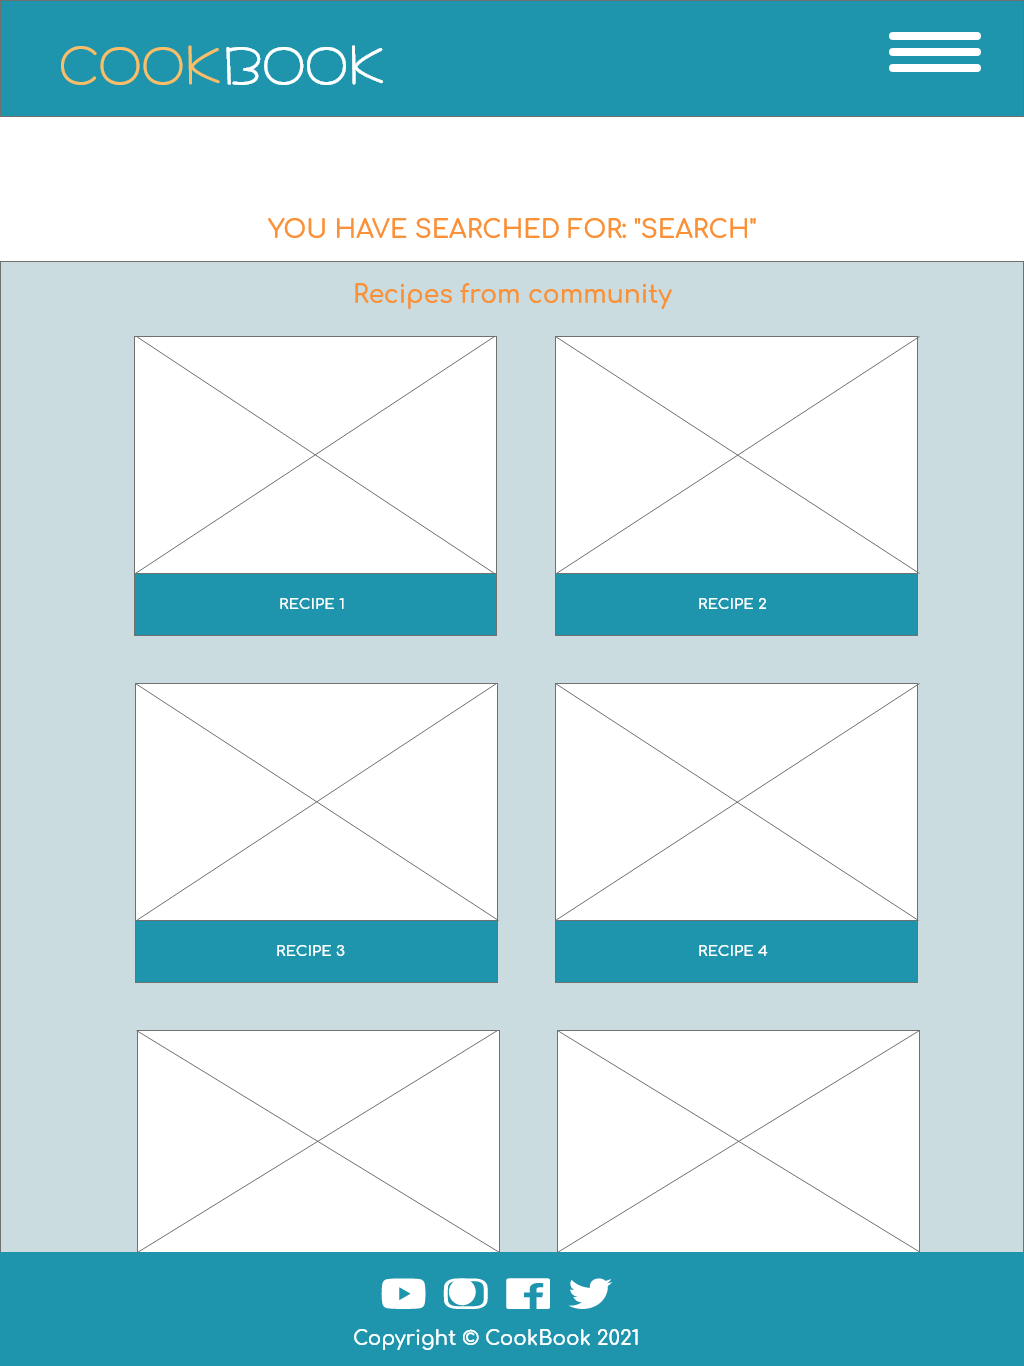 COOKBOOK
YOU HAVE SEARCHED FOR: "SEARCH"
Recipes from community
RECIPE 1
RECIPE 2
RECIPE 3
RECIPE 4
Copyright © CookBook 2021